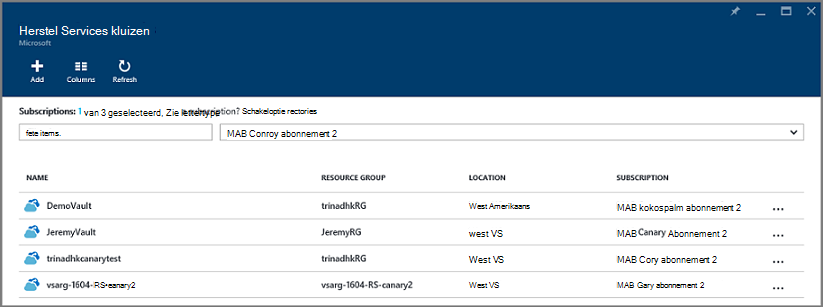 Herstel Services kluizen
Microsoft
Add Columns Refresh
Subscriptions: 1 van 3 geselecteerd, Zie lettertype subscription? Schakeloptie rectories
fete items. MAB Conroy abonnement 2
NAME RESOURCE GROUP LOCATION SUBSCRIPTION
DemoVault trinadhkRG West Amerikaans MAB kokospalm abonnement 2 ...
JeremyVault JeremyRG west VS MAB Canary Abonnement 2 ...
trinadhkcanarytest trinadhkRG West VS MAB Cory abonnement 2 ...
vsarg-1604-RS-canary2 vsarg-1604-RS-canary2 West VS MAB Gary abonnement 2 ...